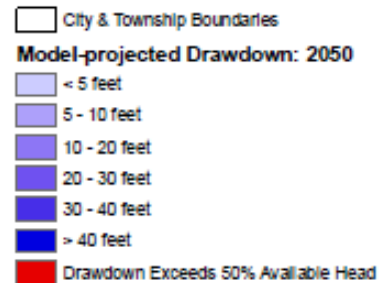 City & Township Boundaries
Model-projected Drawdown: 2050
< 5 feet
5 - 10 feet
10 - 20 feet
20 - 30 feet
30 - 40 feet
> 40 feet
Drawdown Exceeds 50% Available Head